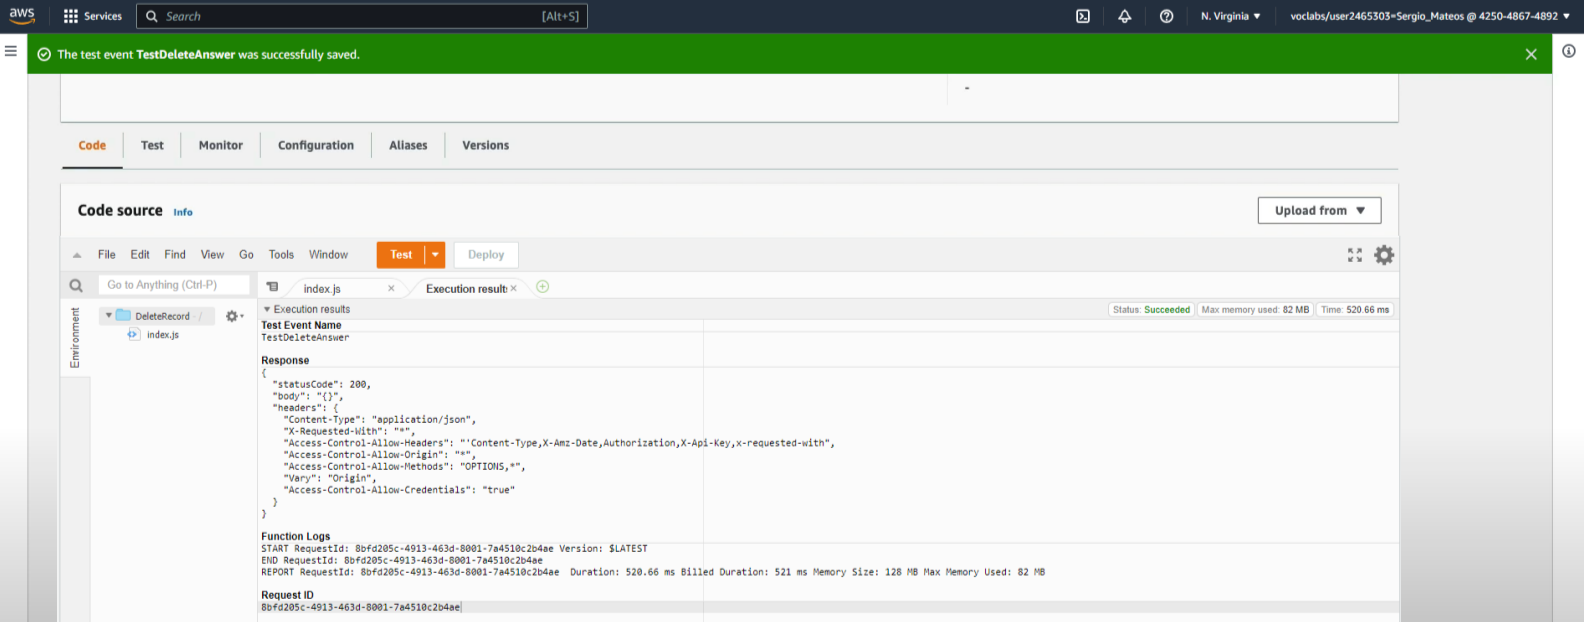 aws Services Search [Alt+S] N. Virginia voclabs/user2465303=Sergio_Mateos @ 4250-4867-4892
The test event TestDeleteAnswer was successfully saved.
-
Code Test Monitor Configuration Aliases Versions
Code source Info Upload from
File Edit Find View Go Tools Window Test Deploy
Go to Anything (Ctrl-P) index.js Execution results
Environment
DeleteRecord - /
index.js
Execution results Status: Succeeded Max memory used: 82 MB Time: 520.66 ms
Test Event Name
TestDeleteAnswer
Response
{
"statusCode": 200,
"body": "{}",
"headers": {
"Content-Type": "application/json",
"X-Requested-With": "*",
"Access-Control-Allow-Headers": "'Content-Type,X-Amz-Date,Authorization,X-Api-Key,x-requested-with",
"Access-Control-Allow-Origin": "*",
"Access-Control-Allow-Methods": "OPTIONS,*",
"Vary": "Origin",
"Access-Control-Allow-Credentials": "true"
}
}
Function Logs
START RequestId: 8bfd205c-4913-463d-8001-7a4510c2b4ae Version: $LATEST
END RequestId: 8bfd205c-4913-463d-8001-7a4510c2b4ae
REPORT RequestId: 8bfd205c-4913-463d-8001-7a4510c2b4ae Duration: 520.66 ms Billed Duration: 521 ms Memory Size: 128 MB Max Memory Used: 82 MB
Request ID
8bfd205c-4913-463d-8001-7a4510c2b4ae